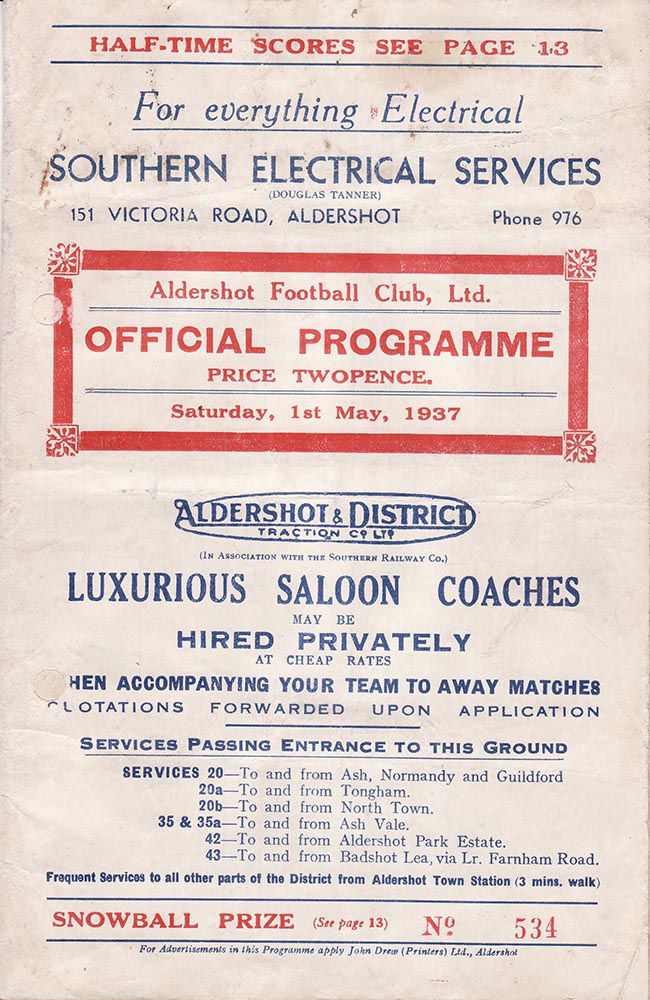 HALF-TIME SCORES SEE PAGE 13
For everything Electrical
SOUTHERN ELECTRICAL SERVICES
(DOUGLAS TANNER)
151 VICTORIA ROAD, ALDERSHOT Phone 976
Aldershot Football Club, Ltd.
OFFICIAL PROGRAMME
PRICE TWOPENCE.
Saturday, 1st May, 1937
ALDERSHOT & DISTRICT
TRACTION CO LTD
(IN ASSOCIATION WITH THE SOUTHERN RAILWAY CO.)
LUXURIOUS SALOON COACHES
MAY BE
HIRED PRIVATELY
AT CHEAP RATES
HEN ACCOMPANYING YOUR TEAM TO AWAY MATCHES
UOTATIONS FORWARDED UPON APPLICATION
SERVICES PASSING ENTRANCE TO THIS GROUND
SERVICES 20—To and from Ash, Normandy and Guildford
20a—To and from Tongham.
20b—To and from North Town.
35 & 35a—To and from Ash Vale.
42—To and from Aldershot Park Estate.
43—To and from Badshot Lea, via Lr. Farnham Road.
Frequent Services to all other parts of the District from Aldershot Town Station (3 mins. walk)
SNOWBALL PRIZE (See page 13) No 534
For Advertisements in this Programme apply John Drew (Printers) Ltd., Aldershot